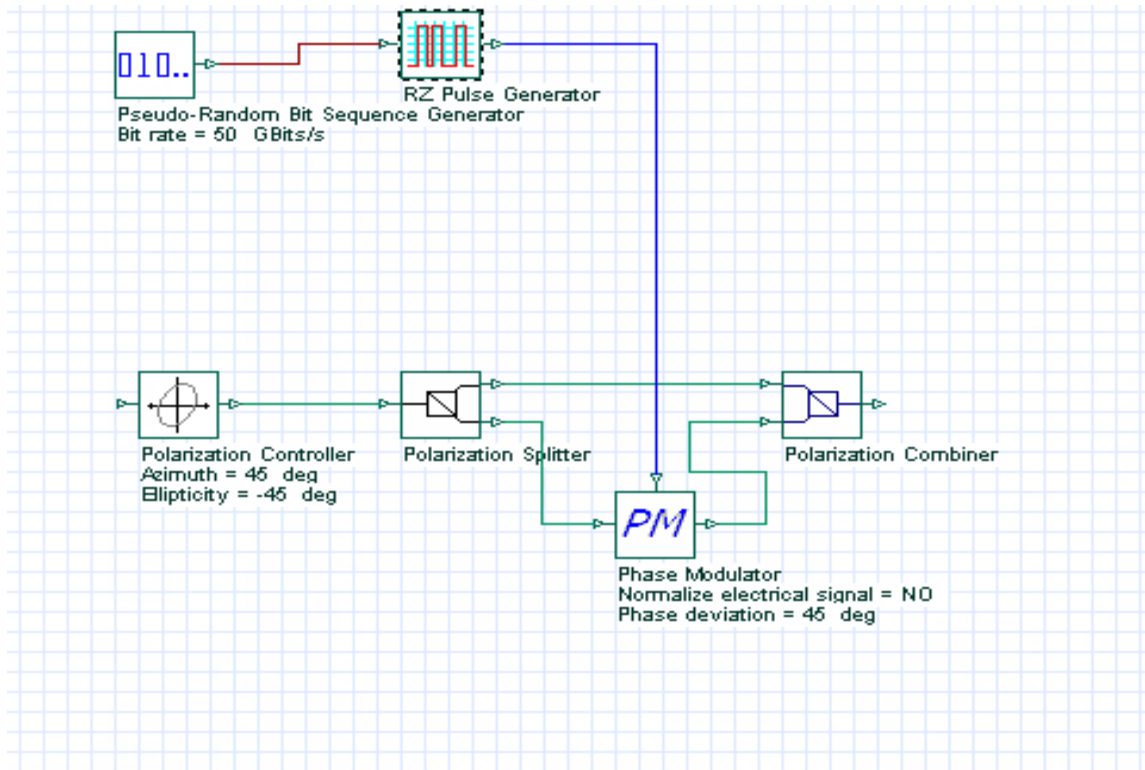 010..
RZ Pulse Generator
Pseudo-Random Bit Sequence Generator
Bit rate = 50 GBits/s
Polarization Controller
Azimuth = 45 deg
Ellipticity = -45 deg
Polarization Splitter
Polarization Combiner
PM
Phase Modulator
Normalize electrical signal = NO
Phase deviation = 45 deg